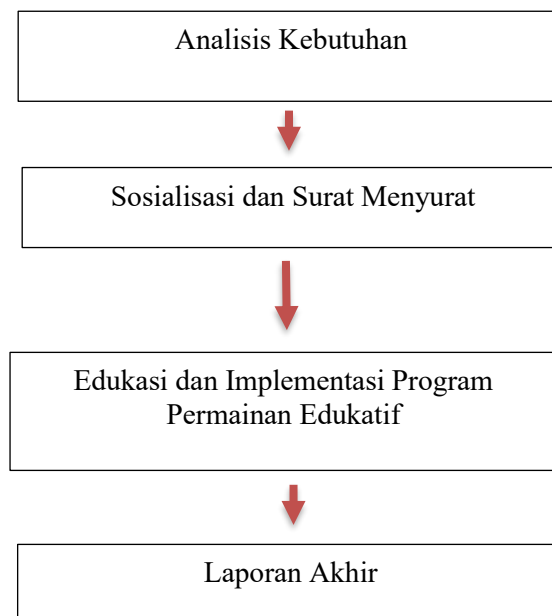 Analisis Kebutuhan
Sosialisasi dan Surat Menyurat
Edukasi dan Implementasi Program
Permainan Edukatif
Laporan Akhir